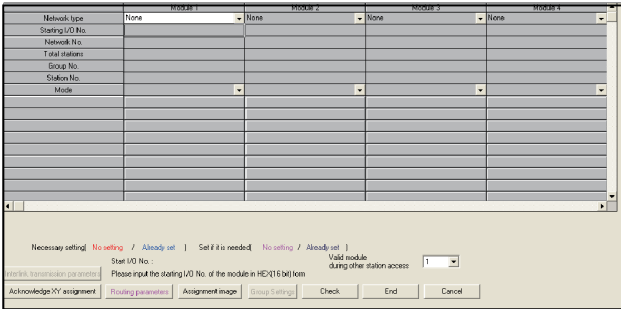 Module 1 Module 2 Module 3 Module 4
Network type None None None None
Starting I/O No.
Network No.
Total stations
Group No.
Station No.
Mode
Necessary setting( No setting / Already set ) Set if it is needed( No setting / Already set )
Start I/O No. :
Valid module
during other station access 1
Interlink transmission parameters Please input the starting I/O No. of the module in HEX(16 bit) form
Acknowledge XY assignment Routing parameters Assignment image Group Settings Check End Cancel